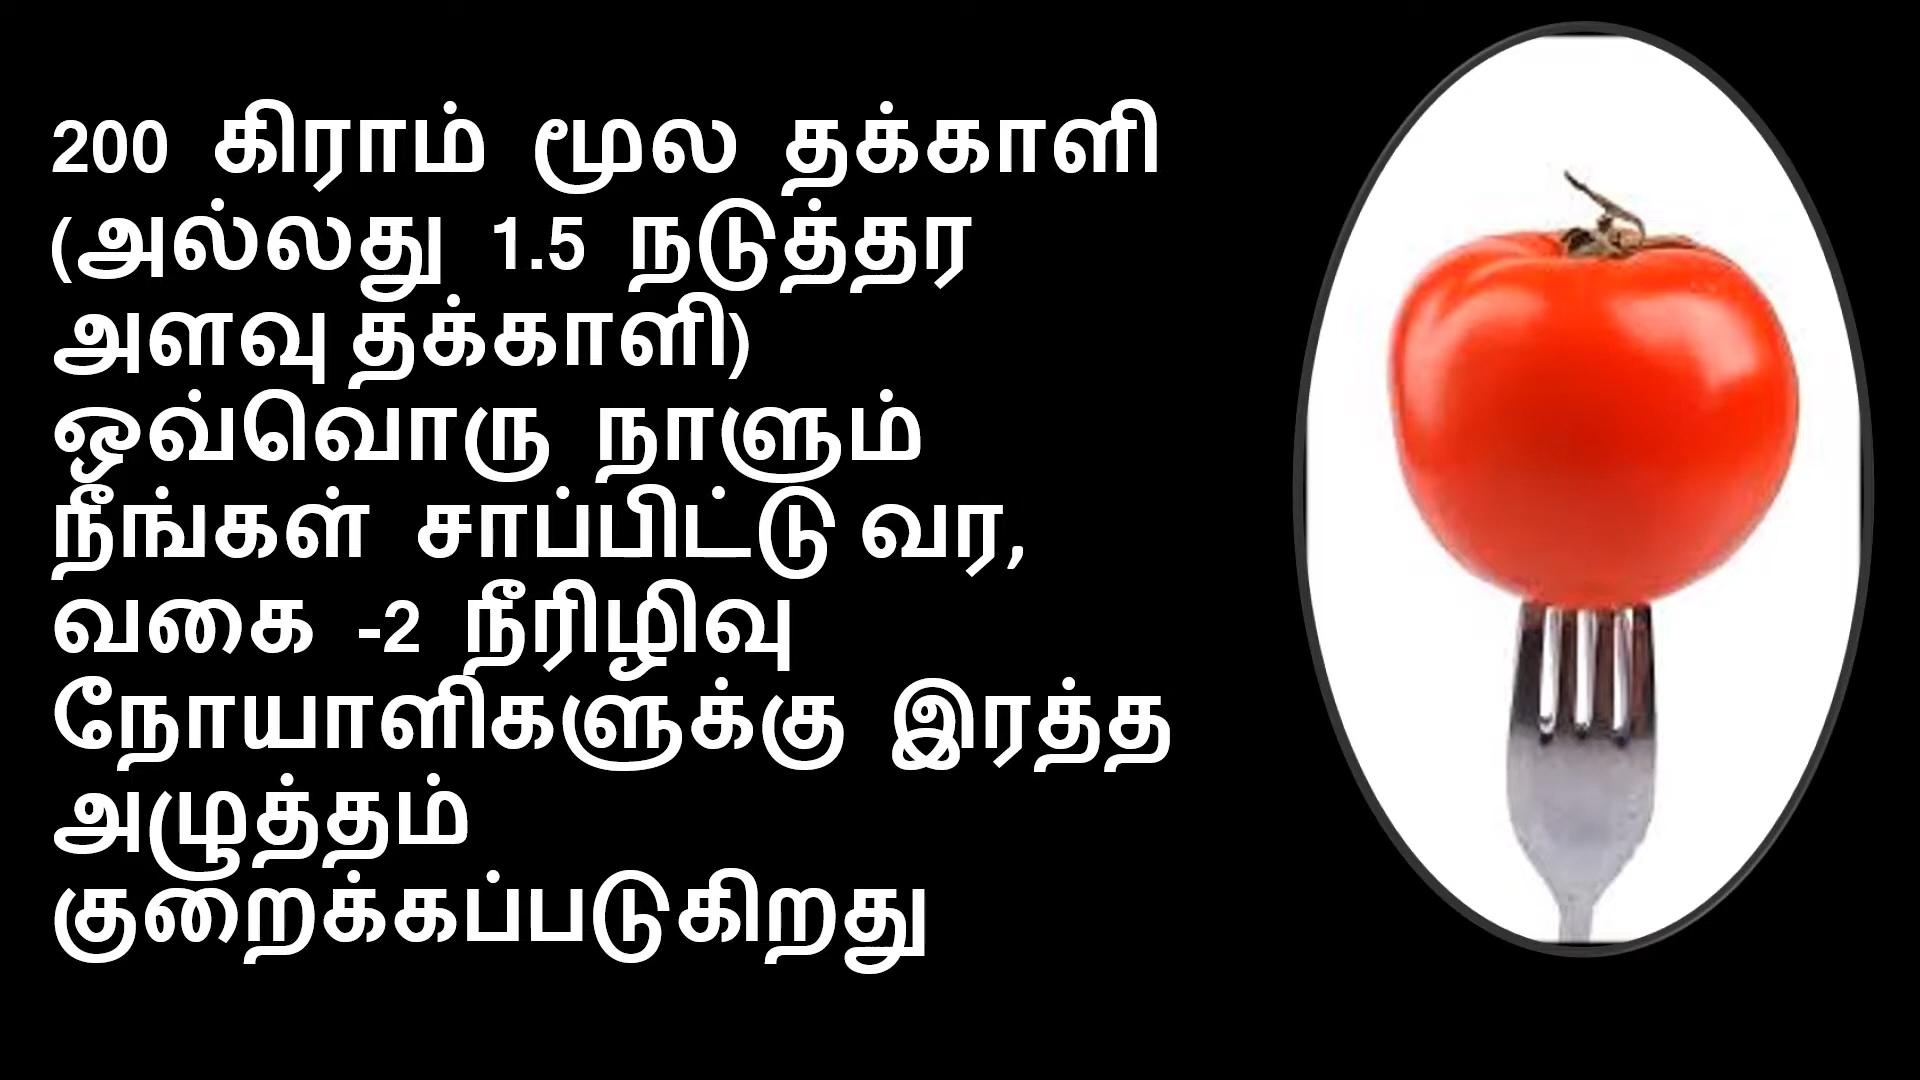 200 கிராம் மூல தக்காளி
(அல்லது 1.5 நடுத்தர
அளவு தக்காளி)
ஒவ்வொரு நாளும்
நீங்கள் சாப்பிட்டு வர,
வகை -2 நீரிழிவு
நோயாளிகளுக்கு இரத்த
அழுத்தம்
குறைக்கப்படுகிறது